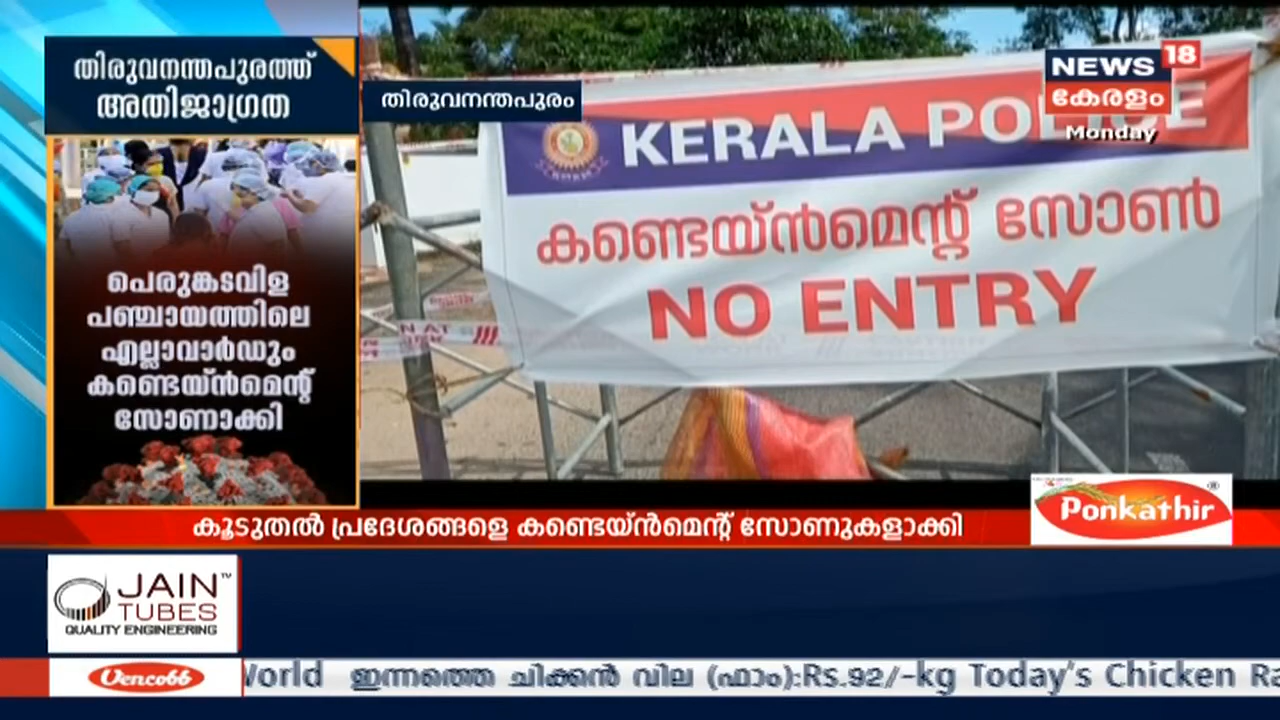 തിരുവനന്തപുരത്ത്
അതിജാഗ്രത
പെരുങ്കടവിള
പഞ്ചായത്തിലെ
എല്ലാവാർഡും
കണ്ടെയ്ൻമെന്റ്
സോണാക്കി
തിരുവനന്തപുരം
NEWS 18
കേരളം
Monday
KERALA POLICE
കണ്ടെയ്ൻമെന്റ് സോൺ
NO ENTRY
കൂടുതൽ പ്രദേശങ്ങളെ കണ്ടെയ്ൻമെന്റ് സോണുകളാക്കി
Ponkathir ®
JAIN ™
TUBES
QUALITY ENGINEERING
Vencobb
World ഇന്നത്തെ ചിക്കൻ വില (ഫാം):Rs.92/-kg Today's Chicken Ra